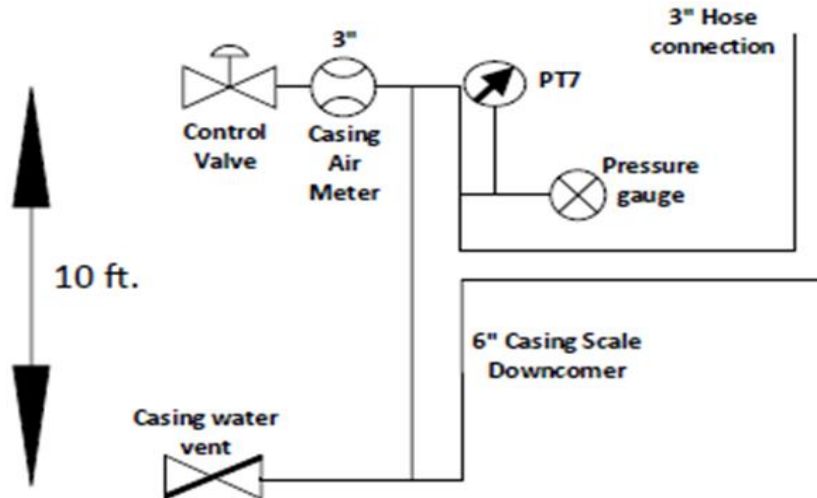 3" Hose
connection
3"
PT7
Control
Valve
Casing
Air
Meter
Pressure
gauge
10 ft.
6" Casing Scale
Downcomer
Casing water
vent